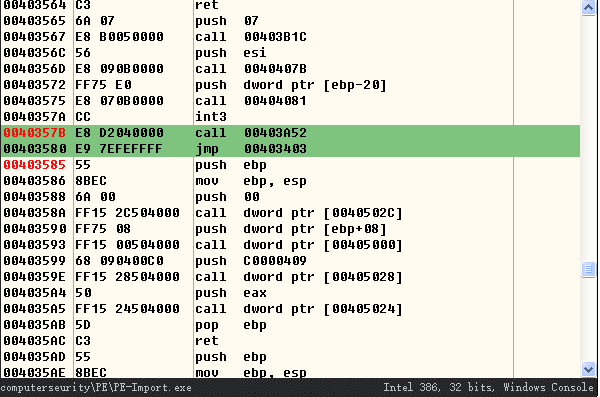 00403564 C3 ret
00403565 6A 07 push 07
00403567 E8 B0050000 call 00403B1C
0040356C 56 push esi
0040356D E8 090B0000 call 0040407B
00403572 FF75 E0 push dword ptr [ebp-20]
00403575 E8 070B0000 call 00404081
0040357A CC int3
0040357B E8 D2040000 call 00403A52
00403580 E9 7EFEFFFF jmp 00403403
00403585 55 push ebp
00403586 8BEC mov ebp, esp
00403588 6A 00 push 00
0040358A FF15 2C504000 call dword ptr [0040502C]
00403590 FF75 08 push dword ptr [ebp+08]
00403593 FF15 00504000 call dword ptr [00405000]
00403599 68 090400C0 push C0000409
0040359E FF15 28504000 call dword ptr [00405028]
004035A4 50 push eax
004035A5 FF15 24504000 call dword ptr [00405024]
004035AB 5D pop ebp
004035AC C3 ret
004035AD 55 push ebp
004035AE 8BEC mov ebp, esp
computerseurity\PE\PE-Import.exe Intel 386, 32 bits, Windows Console